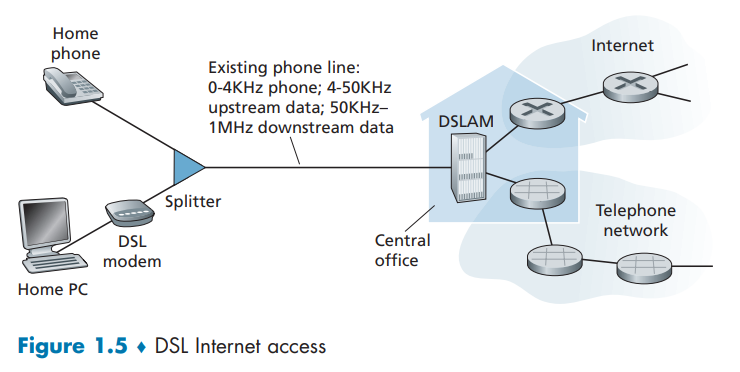 Home
phone
Existing phone line:
0-4KHz phone; 4-50KHz
upstream data; 50KHz–
1MHz downstream data
Internet
DSLAM
Splitter
DSL
modem
Home PC
Central
office
Telephone
network
Figure 1.5 ♦ DSL Internet access